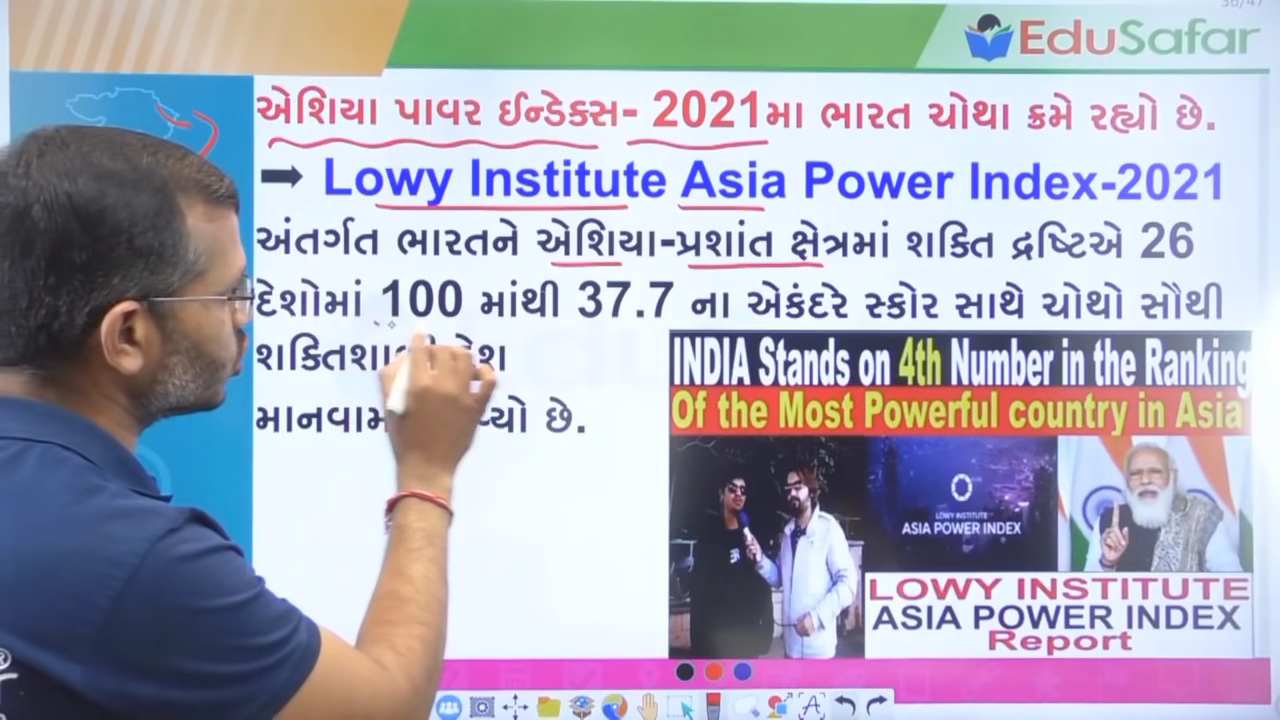 36/47
EduSafar
એશિયા પાવર ઈન્ડેક્સ- 2021મા ભારત ચોથા ક્રમે રહ્યો છે.
➡ Lowy Institute Asia Power Index-2021
અંતર્ગત ભારતને એશિયા-પ્રશાંત ક્ષેત્રમાં શક્તિ દ્રષ્ટિએ 26
દેશોમાં 100 માંથી 37.7 ના એકંદરે સ્કોર સાથે ચોથો સૌથી
છે.
INDIA Stands on 4th Number in the Ranking
Of the Most Powerful country in Asia
LOWY INSTITUTE
ASIA POWER INDEX
LOWY INSTITUTE
ASIA POWER INDEX
Report